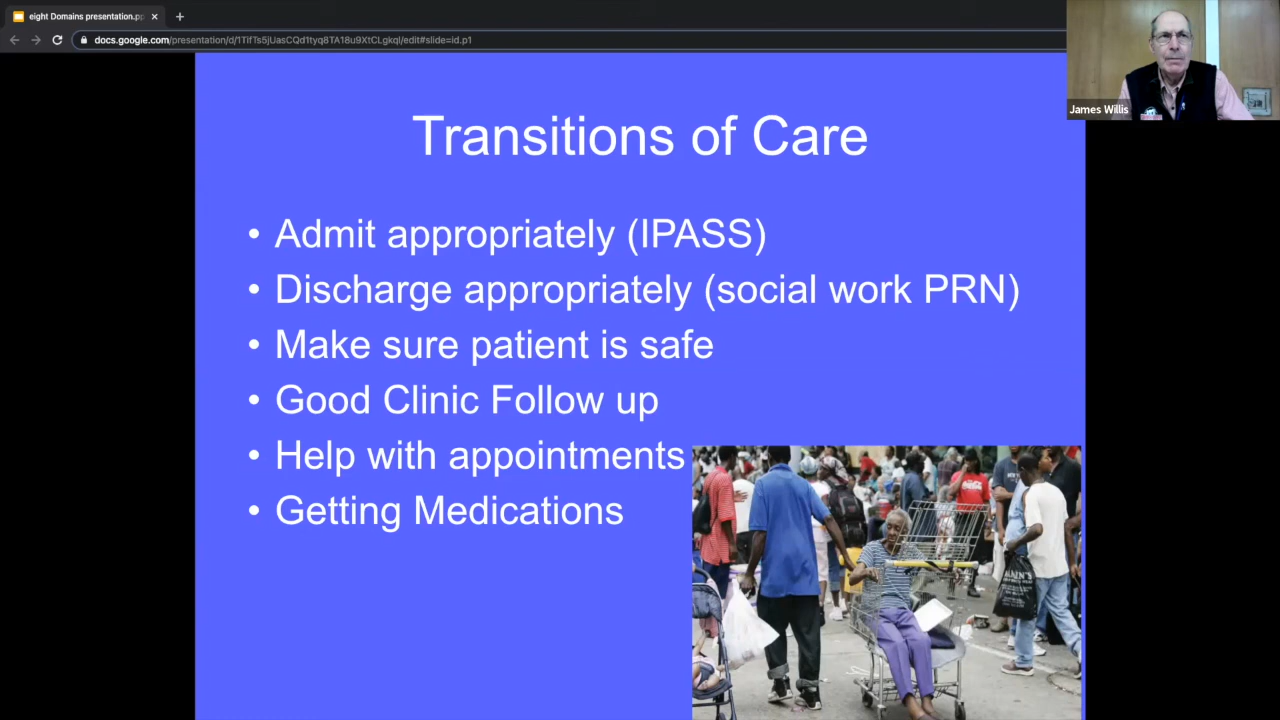 eight Domains presentation.pp
docs.google.com/presentation/d/1TifTs5jUasCQd1tyq8TA18u9XtCLgkql/edit#slide=id.p1
James Willis
Transitions of Care
• Admit appropriately (IPASS)
• Discharge appropriately (social work PRN)
• Make sure patient is safe
• Good Clinic Follow up
• Help with appointments
• Getting Medications